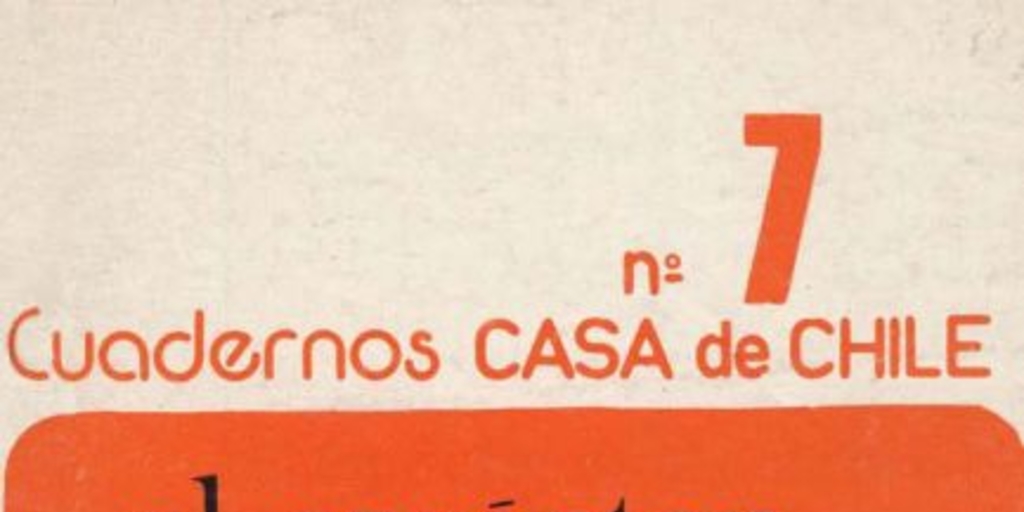 nº 7
Cuadernos CASA de CHILE